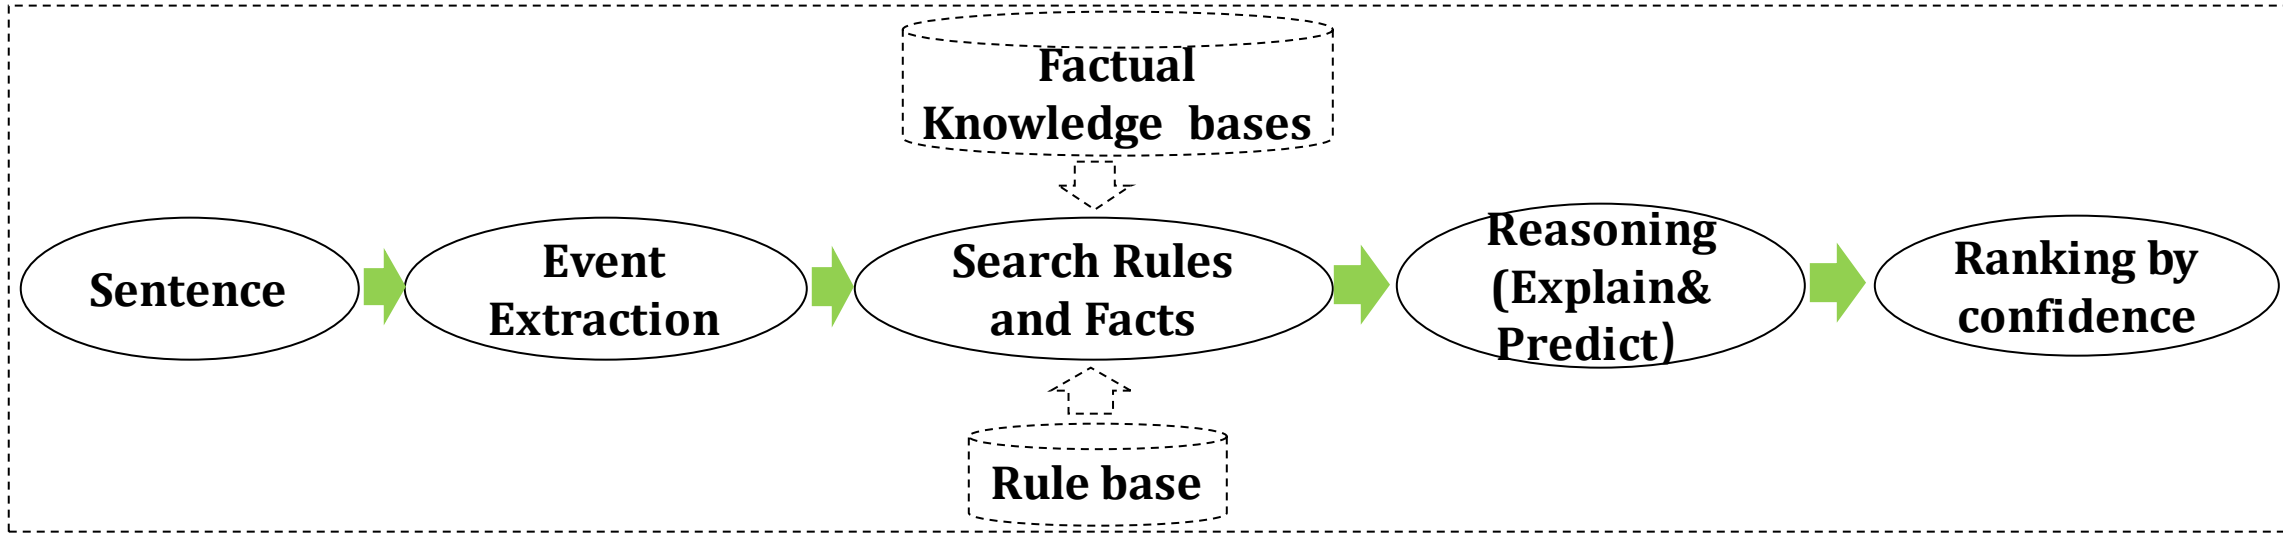 Factual
Knowledge bases
Sentence
Event
Extraction
Search Rules
and Facts
Reasoning
(Explain&
Predict)
Ranking by
confidence
Rule base